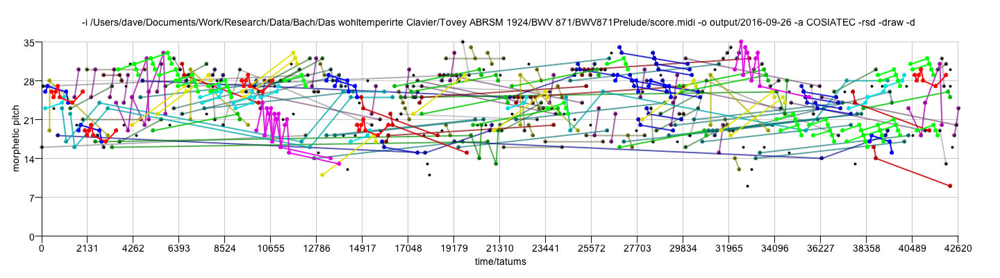 -i /Users/dave/Documents/Work/Research/Data/Bach/Das wohltemperirte Clavier/Tovey ABRSM 1924/BWV 871/BWV871Prelude/score.midi -o output/2016-09-26 -a COSIATEC -rsd -draw -d
35
28
21
14
7
0
morphetic pitch
0 2131 4262 6393 8524 10655 12786 14917 17048 19179 21310 23441 25572 27703 29834 31965 34096 36227 38358 40489 42620
time/tatums